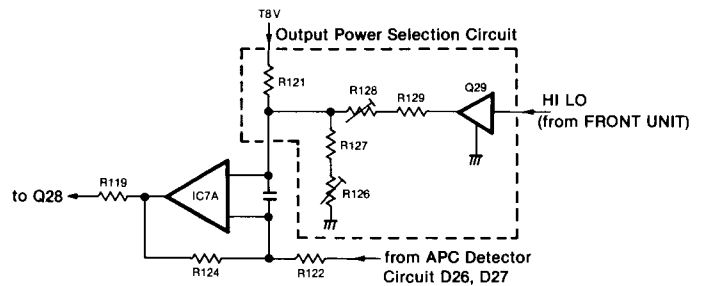 T8V
Output Power Selection Circuit
R121
R128
R129
Q29
HI LO
(from FRONT UNIT)
R127
R126
R119
to Q28
IC7A
R124
R122
from APC Detector
Circuit D26, D27